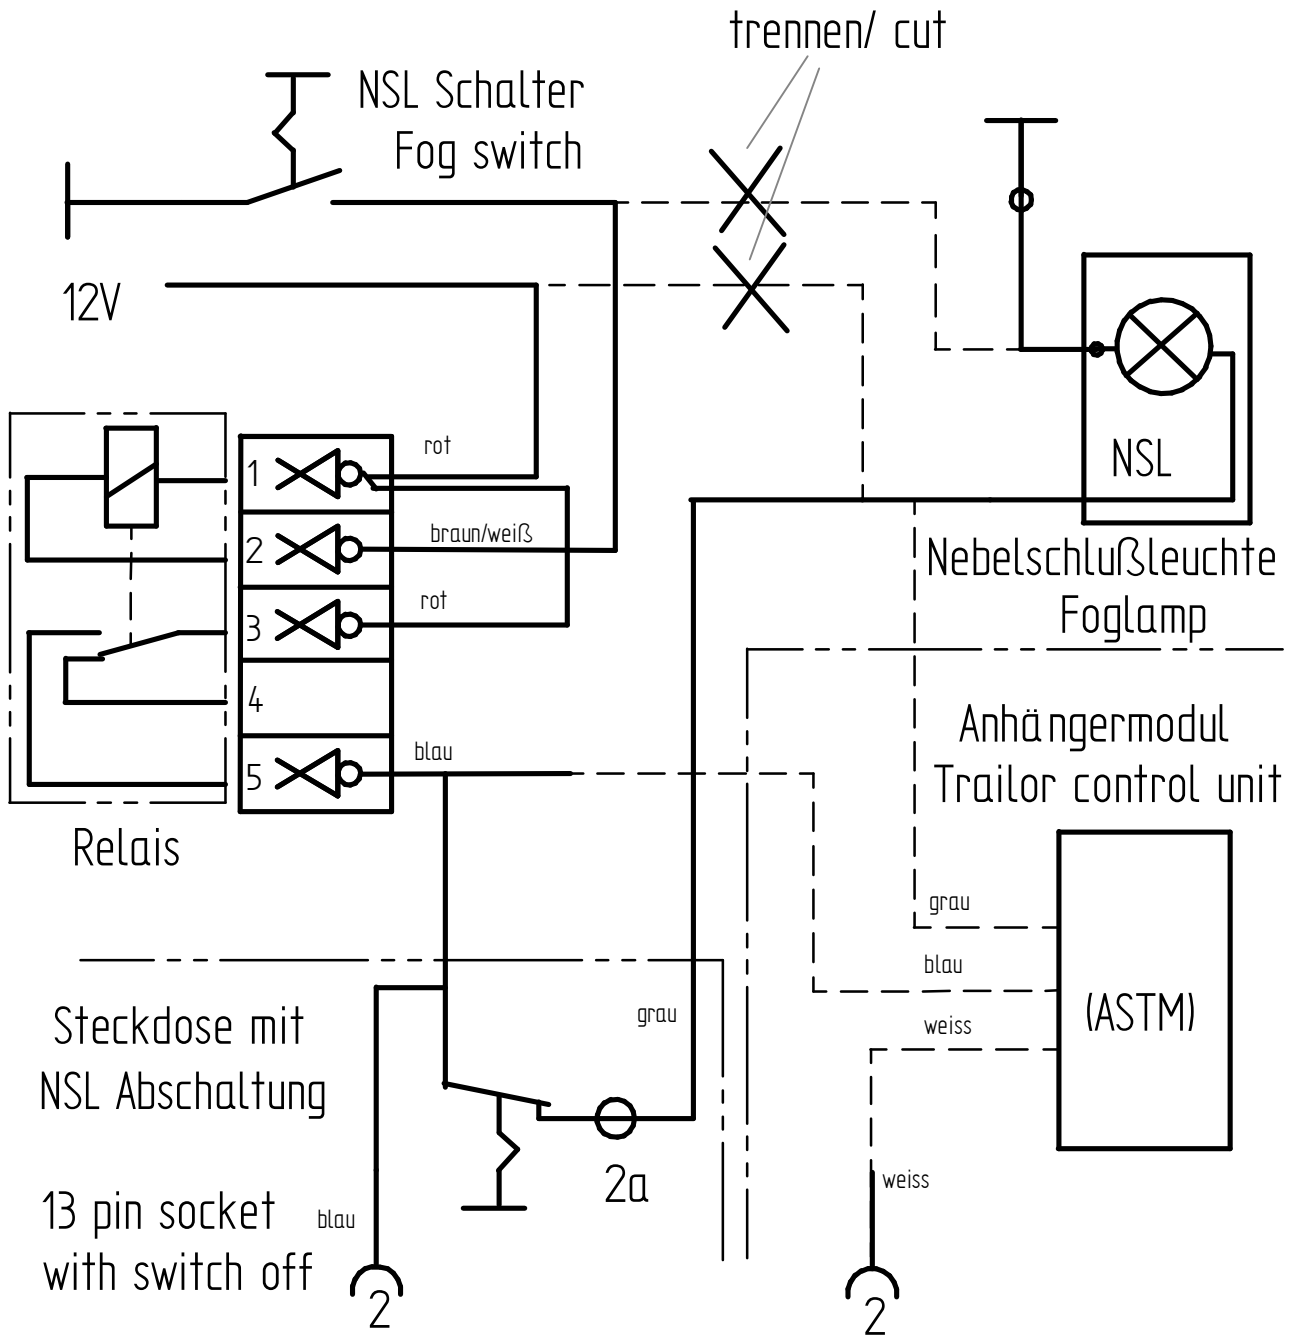 trennen/ cut
NSL Schalter
Fog switch
12V
rot
1
braun/weiß
2
rot
3
4
blau
5
Relais
NSL
Nebelschlußleuchte
Foglamp
Anhängermodul
Trailor control unit
grau
blau
weiss
(ASTM)
weiss
2
Steckdose mit
NSL Abschaltung
grau
2a
13 pin socket
with switch off
blau
2